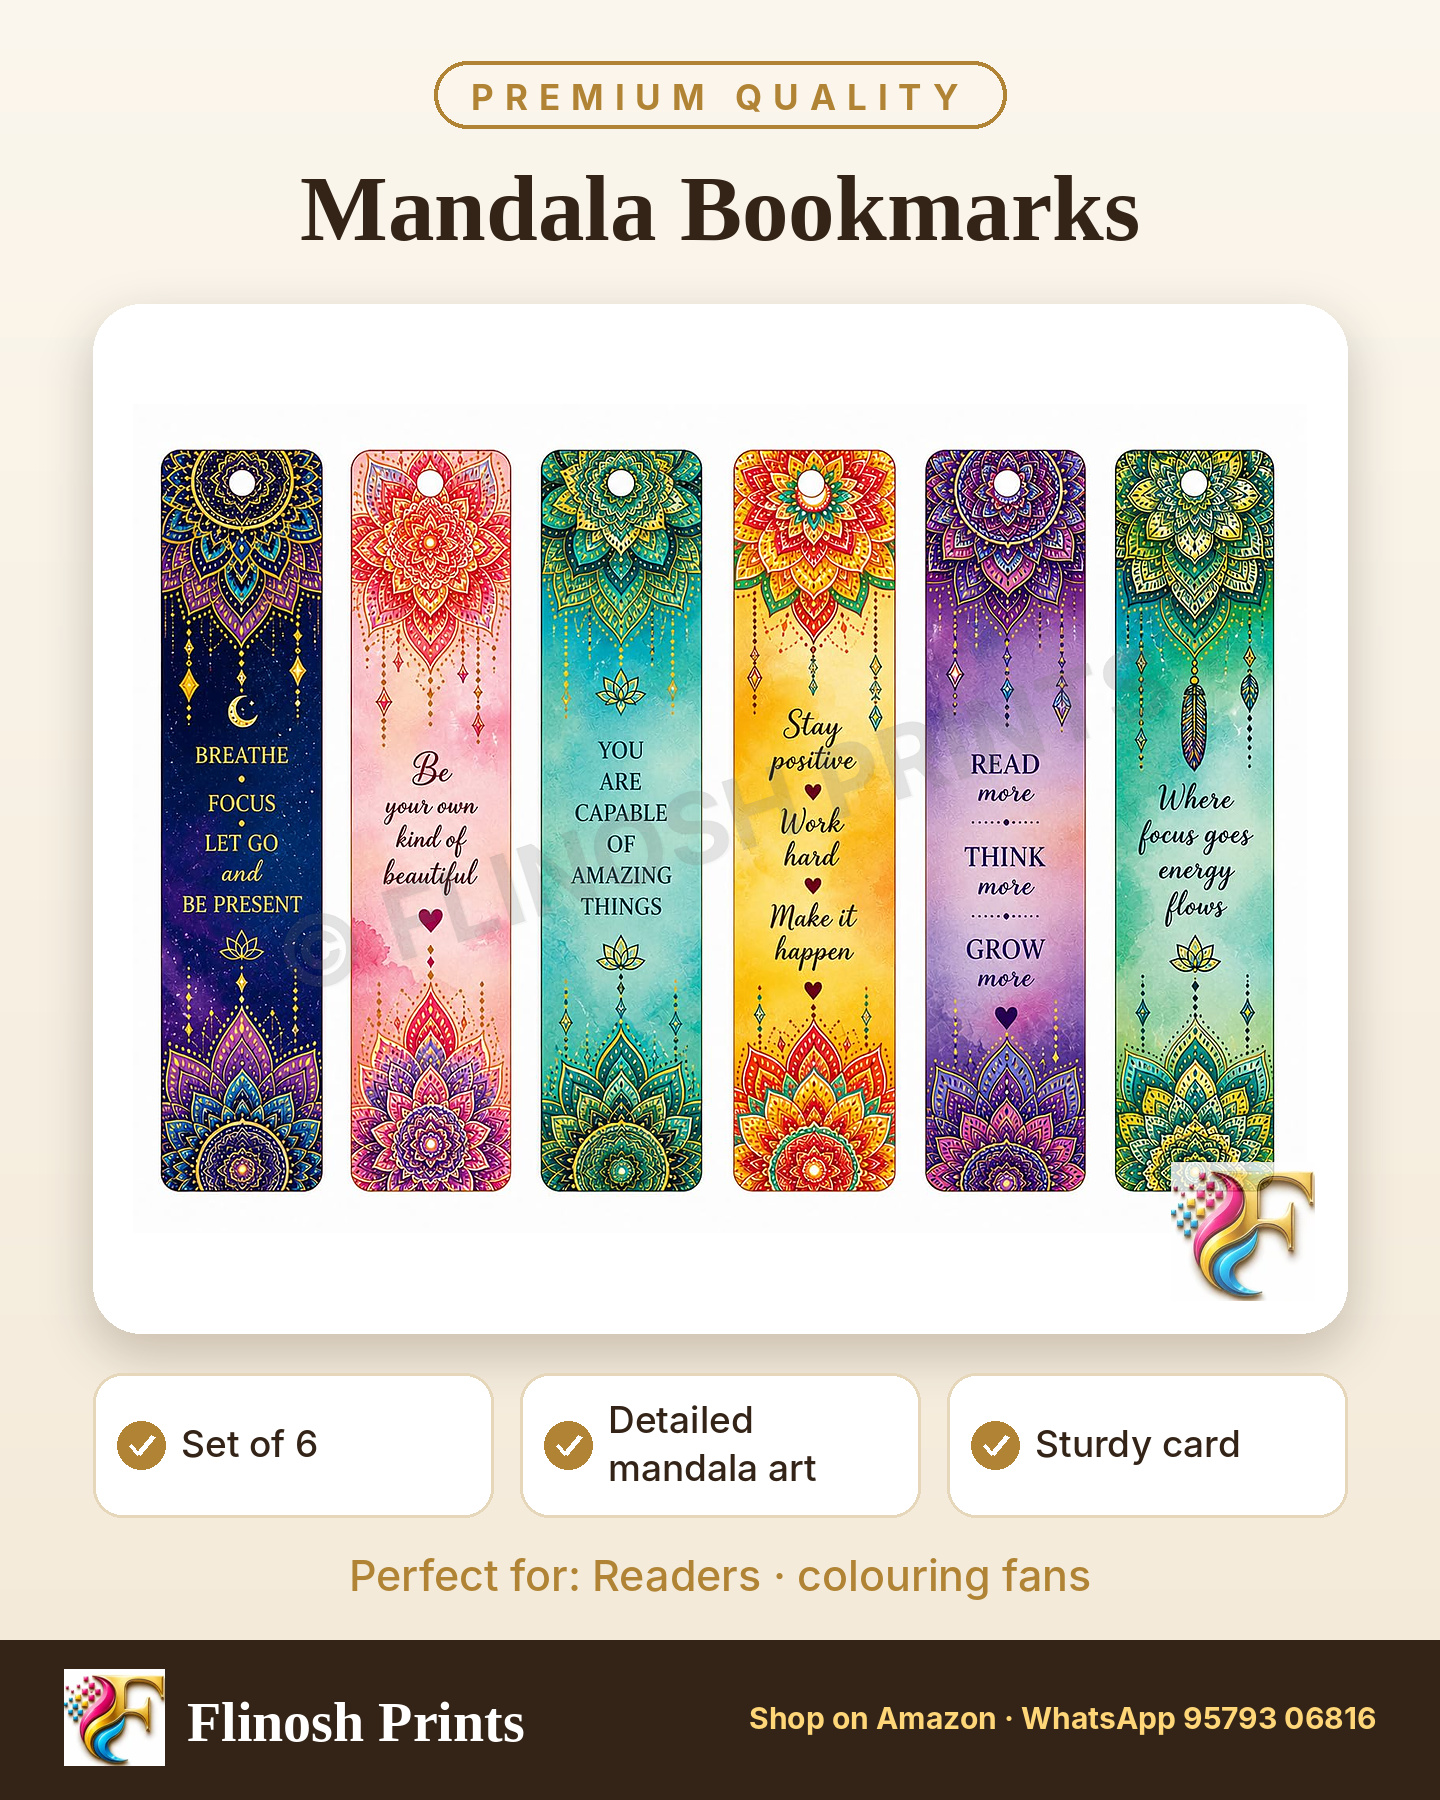 PREMIUM QUALITY
Mandala Bookmarks
BREATHE
FOCUS
LET GO
and
BE PRESENT
Be
your own
kind of
beautiful
YOU
ARE
CAPABLE
OF
AMAZING
THINGS
Stay
positive
Work
hard
Make it
happen
READ
more
THINK
more
GROW
more
Where
focus goes
energy
flows
© FLINOSH PRINTS
F
Set of 6
Detailed
mandala art
Sturdy card
Perfect for: Readers · colouring fans
F
Flinosh Prints
Shop on Amazon · WhatsApp 95793 06816